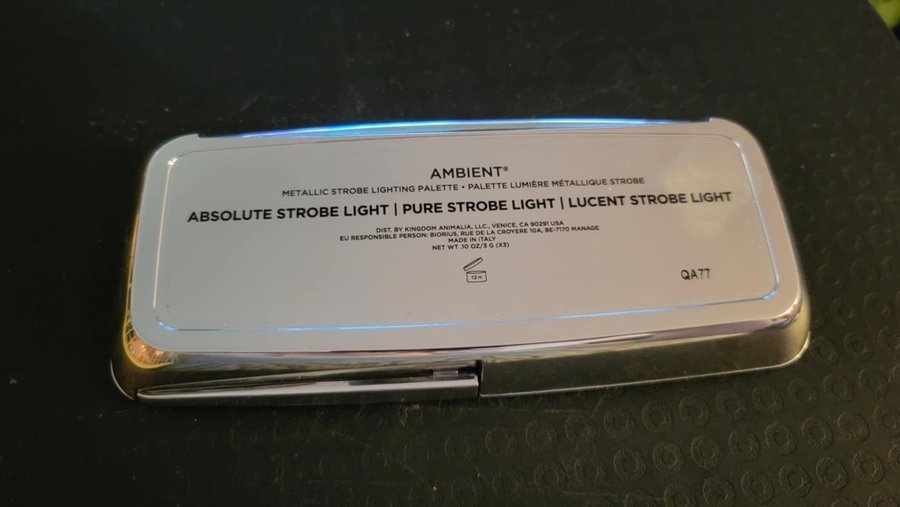 AMBIENT®
METALLIC STROBE LIGHTING PALETTE • PALETTE LUMIÈRE MÉTALLIQUE STROBE
ABSOLUTE STROBE LIGHT | PURE STROBE LIGHT | LUCENT STROBE LIGHT
DIST. BY KINGDOM ANIMALIA, LLC., VENICE, CA 90291 USA
EU RESPONSIBLE PERSON: BIORIUS, RUE DE LA CROYERE 10A, BE-7170 MANAGE
MADE IN ITALY
NET WT .10 OZ/3 G (X3)
12 M
QA77